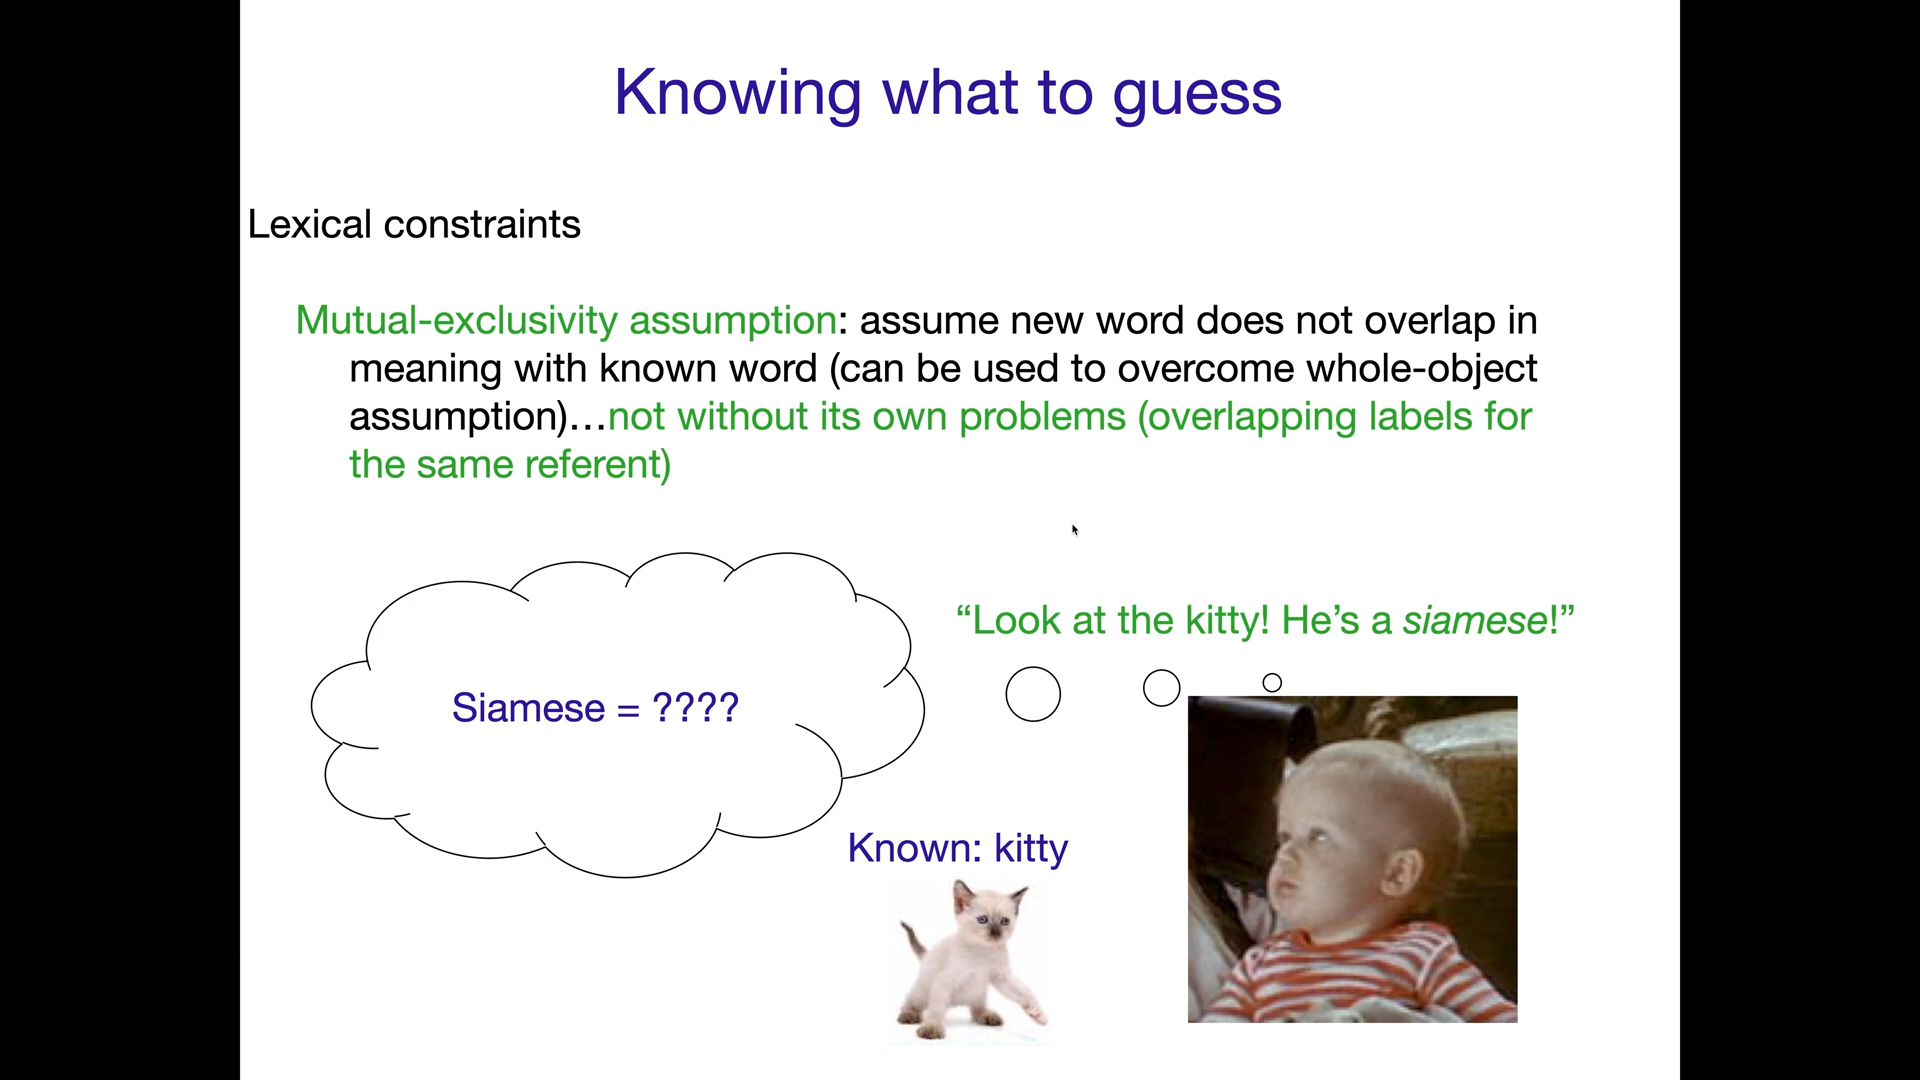 Knowing what to guess
Lexical constraints
Mutual-exclusivity assumption: assume new word does not overlap in
meaning with known word (can be used to overcome whole-object
assumption)…not without its own problems (overlapping labels for
the same referent)
“Look at the kitty! He’s a siamese!”
Siamese = ????
Known: kitty